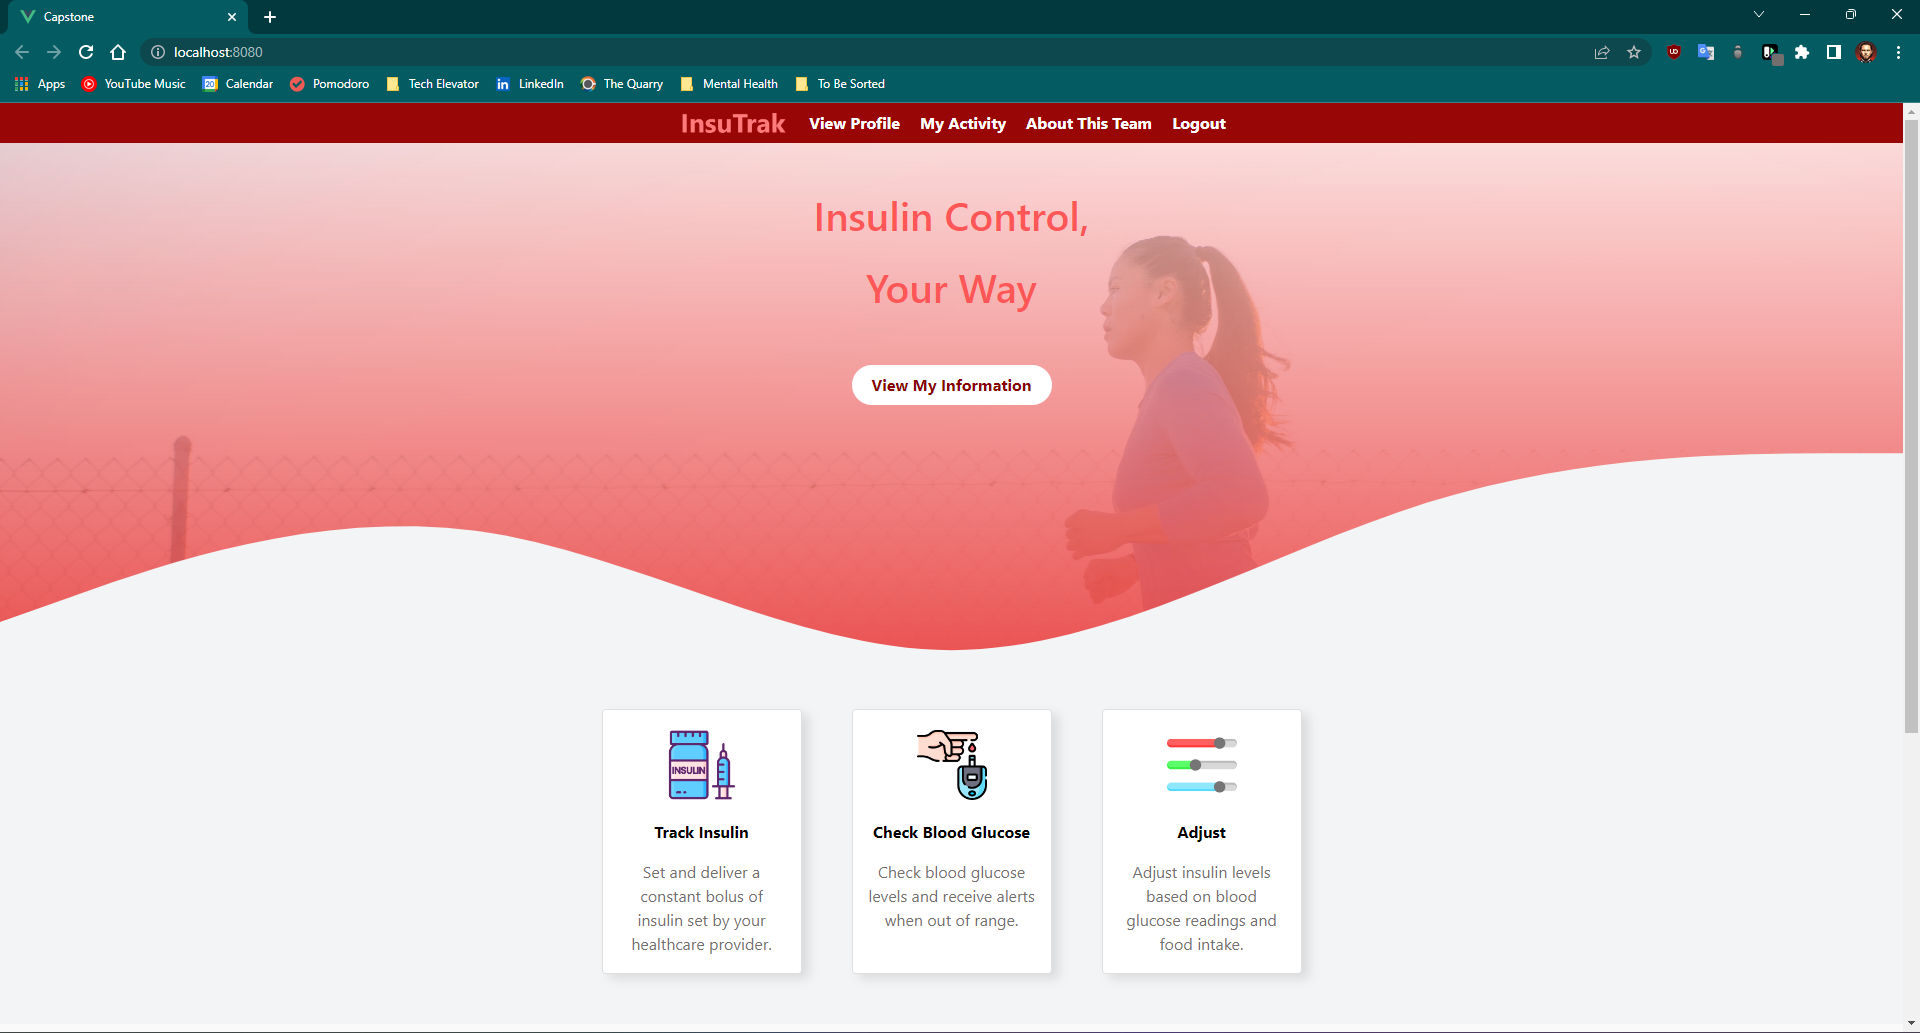 Capstone
localhost:8080
Apps YouTube Music 20 Calendar Pomodoro Tech Elevator in LinkedIn The Quarry Mental Health To Be Sorted
InsuTrak View Profile My Activity About This Team Logout
Insulin Control,
Your Way
View My Information
INSULIN
Track Insulin
Set and deliver a
constant bolus of
insulin set by your
healthcare provider.
Check Blood Glucose
Check blood glucose
levels and receive alerts
when out of range.
Adjust
Adjust insulin levels
based on blood
glucose readings and
food intake.